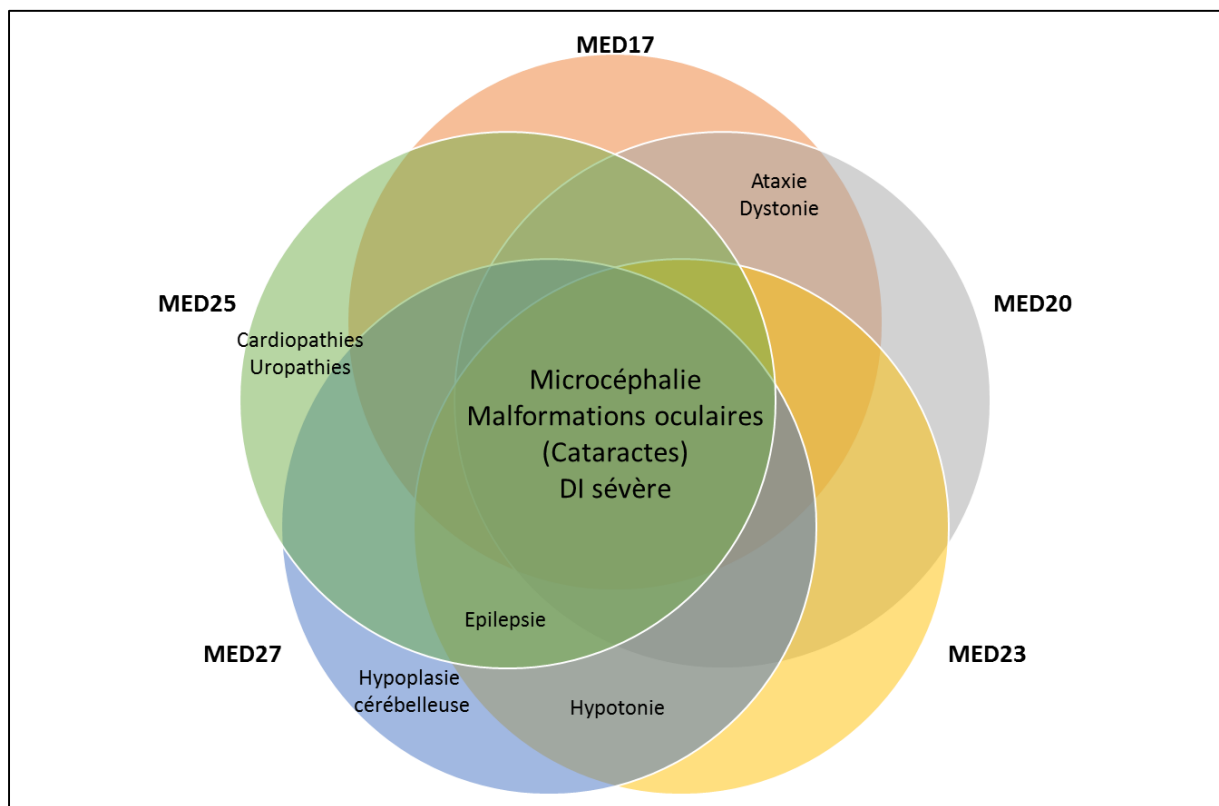 MED17
Ataxie
Dystonie
MED25
MED20
Cardiopathies
Uropathies
Microcéphalie
Malformations oculaires
(Cataractes)
DI sévère
Epilepsie
MED27
MED23
Hypoplasie
cérébelleuse
Hypotonie